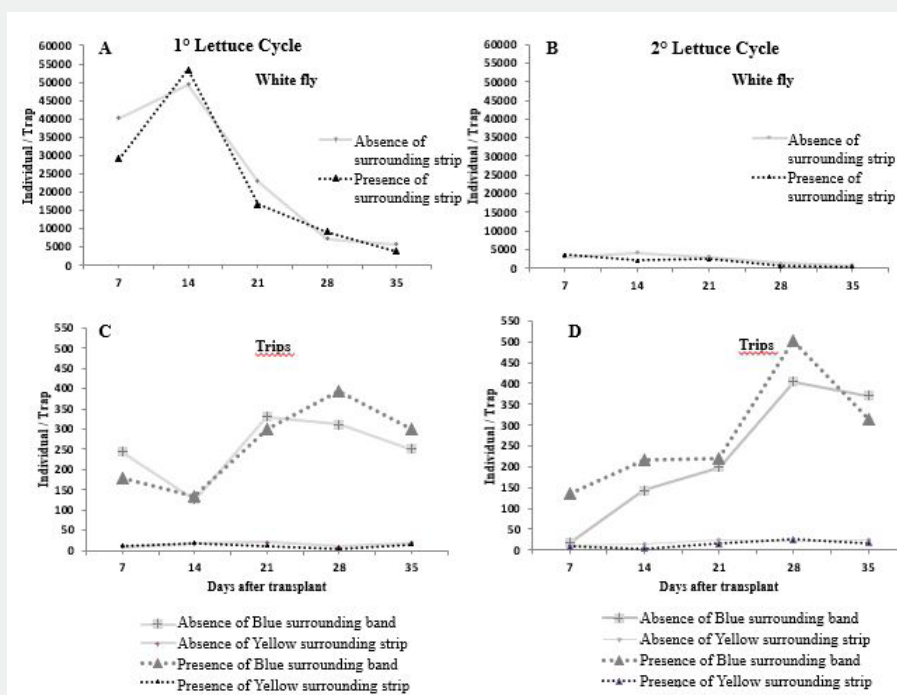 A
1° Lettuce Cycle
White fly
Individual / Trap
60000
55000
50000
45000
40000
35000
30000
25000
20000
15000
10000
5000
0
7 14 21 28 35
Absence of
surrounding strip
Presence of
surrounding strip
B
2° Lettuce Cycle
White fly
Individual / Trap
60000
55000
50000
45000
40000
35000
30000
25000
20000
15000
10000
5000
0
7 14 21 28 35
Absence of
surrounding strip
Presence of
surrounding strip
C
Trips
Individual / Trap
550
500
450
400
350
300
250
200
150
100
50
0
7 14 21 28 35
Days after transplant
Absence of Blue surrounding band
Absence of Yellow surrounding strip
Presence of Blue surrounding band
Presence of Yellow surrounding strip
D
Trips
Individual / Trap
550
500
450
400
350
300
250
200
150
100
50
0
7 14 21 28 35
Days after transplant
Absence of Blue surrounding band
Absence of Yellow surrounding strip
Presence of Blue surrounding band
Presence of Yellow surrounding strip